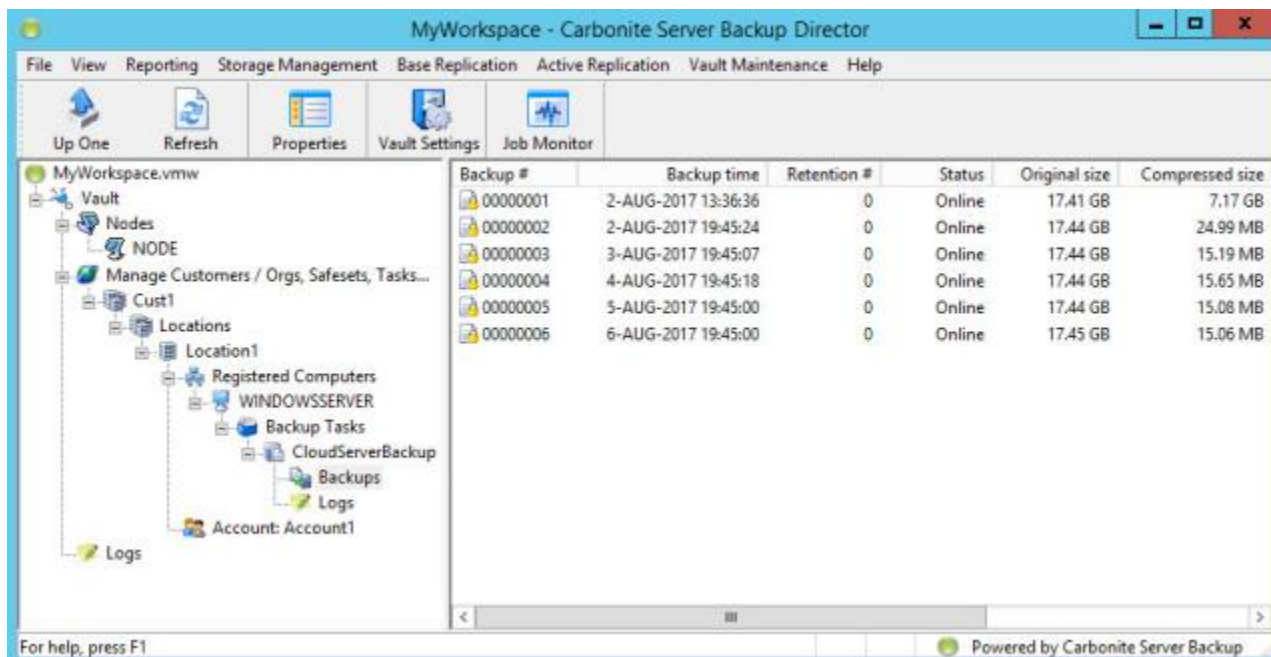 MyWorkspace - Carbonite Server Backup Director
File View Reporting Storage Management Base Replication Active Replication Vault Maintenance Help
Up One Refresh Properties Vault Settings Job Monitor
MyWorkspace.vmw
Vault
Nodes
NODE
Manage Customers / Orgs, Safesets, Tasks...
Cust1
Locations
Location1
Registered Computers
WINDOWSSERVER
Backup Tasks
CloudServerBackup
Backups
Logs
Account: Account1
Logs
Backup # Backup time Retention # Status Original size Compressed size
00000001 2-AUG-2017 13:36:36 0 Online 17.41 GB 7.17 GB
00000002 2-AUG-2017 19:45:24 0 Online 17.44 GB 24.99 MB
00000003 3-AUG-2017 19:45:07 0 Online 17.44 GB 15.19 MB
00000004 4-AUG-2017 19:45:18 0 Online 17.44 GB 15.65 MB
00000005 5-AUG-2017 19:45:00 0 Online 17.44 GB 15.08 MB
00000006 6-AUG-2017 19:45:00 0 Online 17.45 GB 15.06 MB
For help, press F1
Powered by Carbonite Server Backup